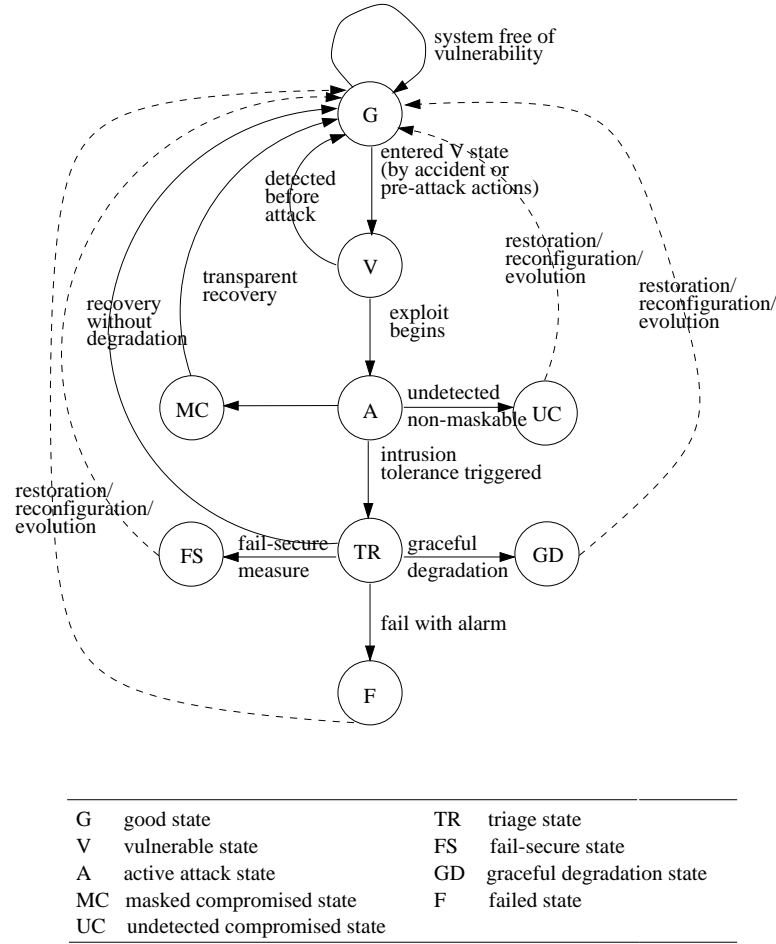 system free of
vulnerability
G
entered V state
(by accident or
pre-attack actions)
detected
before
attack
V
restoration/
reconfiguration/
evolution
restoration/
reconfiguration/
evolution
transparent
recovery
recovery
without
degradation
exploit
begins
MC
A
undetected
non-maskable
UC
intrusion
tolerance triggered
restoration/
reconfiguration/
evolution
FS
fail-secure
measure
TR
graceful
degradation
GD
fail with alarm
F
G good state
V vulnerable state
A active attack state
MC masked compromised state
UC undetected compromised state
TR triage state
FS fail-secure state
GD graceful degradation state
F failed state